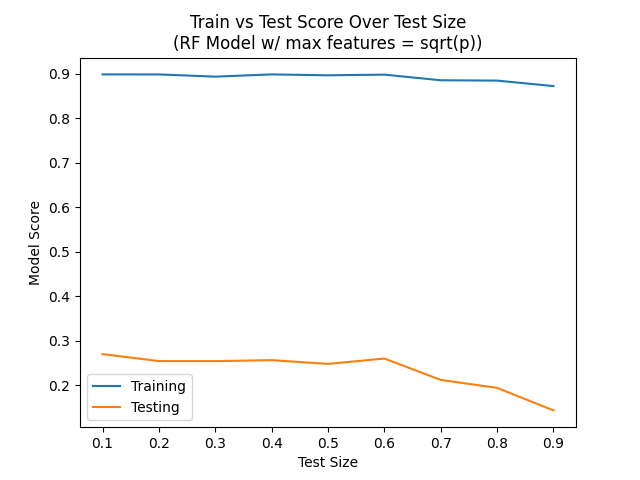 Train vs Test Score Over Test Size
(RF Model w/ max features = sqrt(p))
Model Score
0.9
0.8
0.7
0.6
0.5
0.4
0.3
0.2
Training
Testing
0.1 0.2 0.3 0.4 0.5 0.6 0.7 0.8 0.9
Test Size